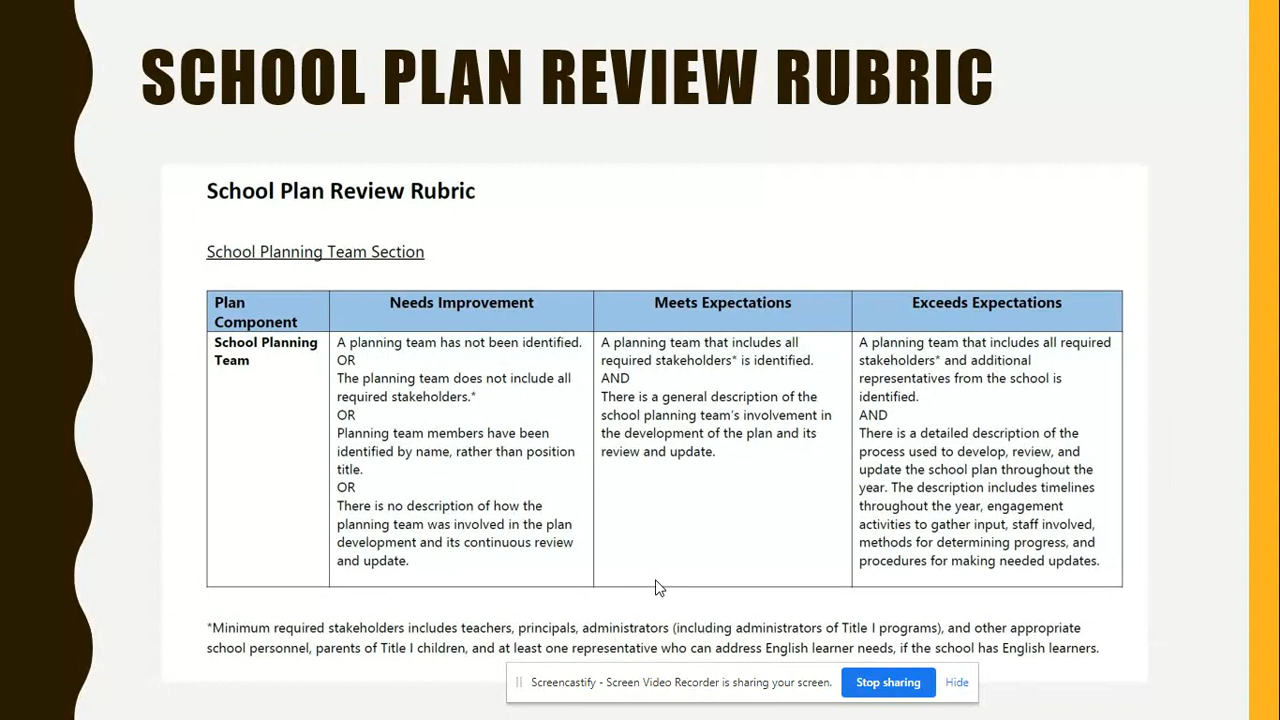 SCHOOL PLAN REVIEW RUBRIC
School Plan Review Rubric
School Planning Team Section
Plan
Component
Needs Improvement
Meets Expectations
Exceeds Expectations
School Planning
Team
A planning team has not been identified.
OR
The planning team does not include all
required stakeholders.*
OR
Planning team members have been
identified by name, rather than position
title.
OR
There is no description of how the
planning team was involved in the plan
development and its continuous review
and update.
A planning team that includes all
required stakeholders* is identified.
AND
There is a general description of the
school planning team's involvement in
the development of the plan and its
review and update.
A planning team that includes all required
stakeholders* and additional
representatives from the school is
identified.
AND
There is a detailed description of the
process used to develop, review, and
update the school plan throughout the
year. The description includes timelines
throughout the year, engagement
activities to gather input, staff involved,
methods for determining progress, and
procedures for making needed updates.
*Minimum required stakeholders includes teachers, principals, administrators (including administrators of Title I programs), and other appropriate
school personnel, parents of Title I children, and at least one representative who can address English learner needs, if the school has English learners.
Screencastify - Screen Video Recorder is sharing your screen.
Stop sharing
Hide